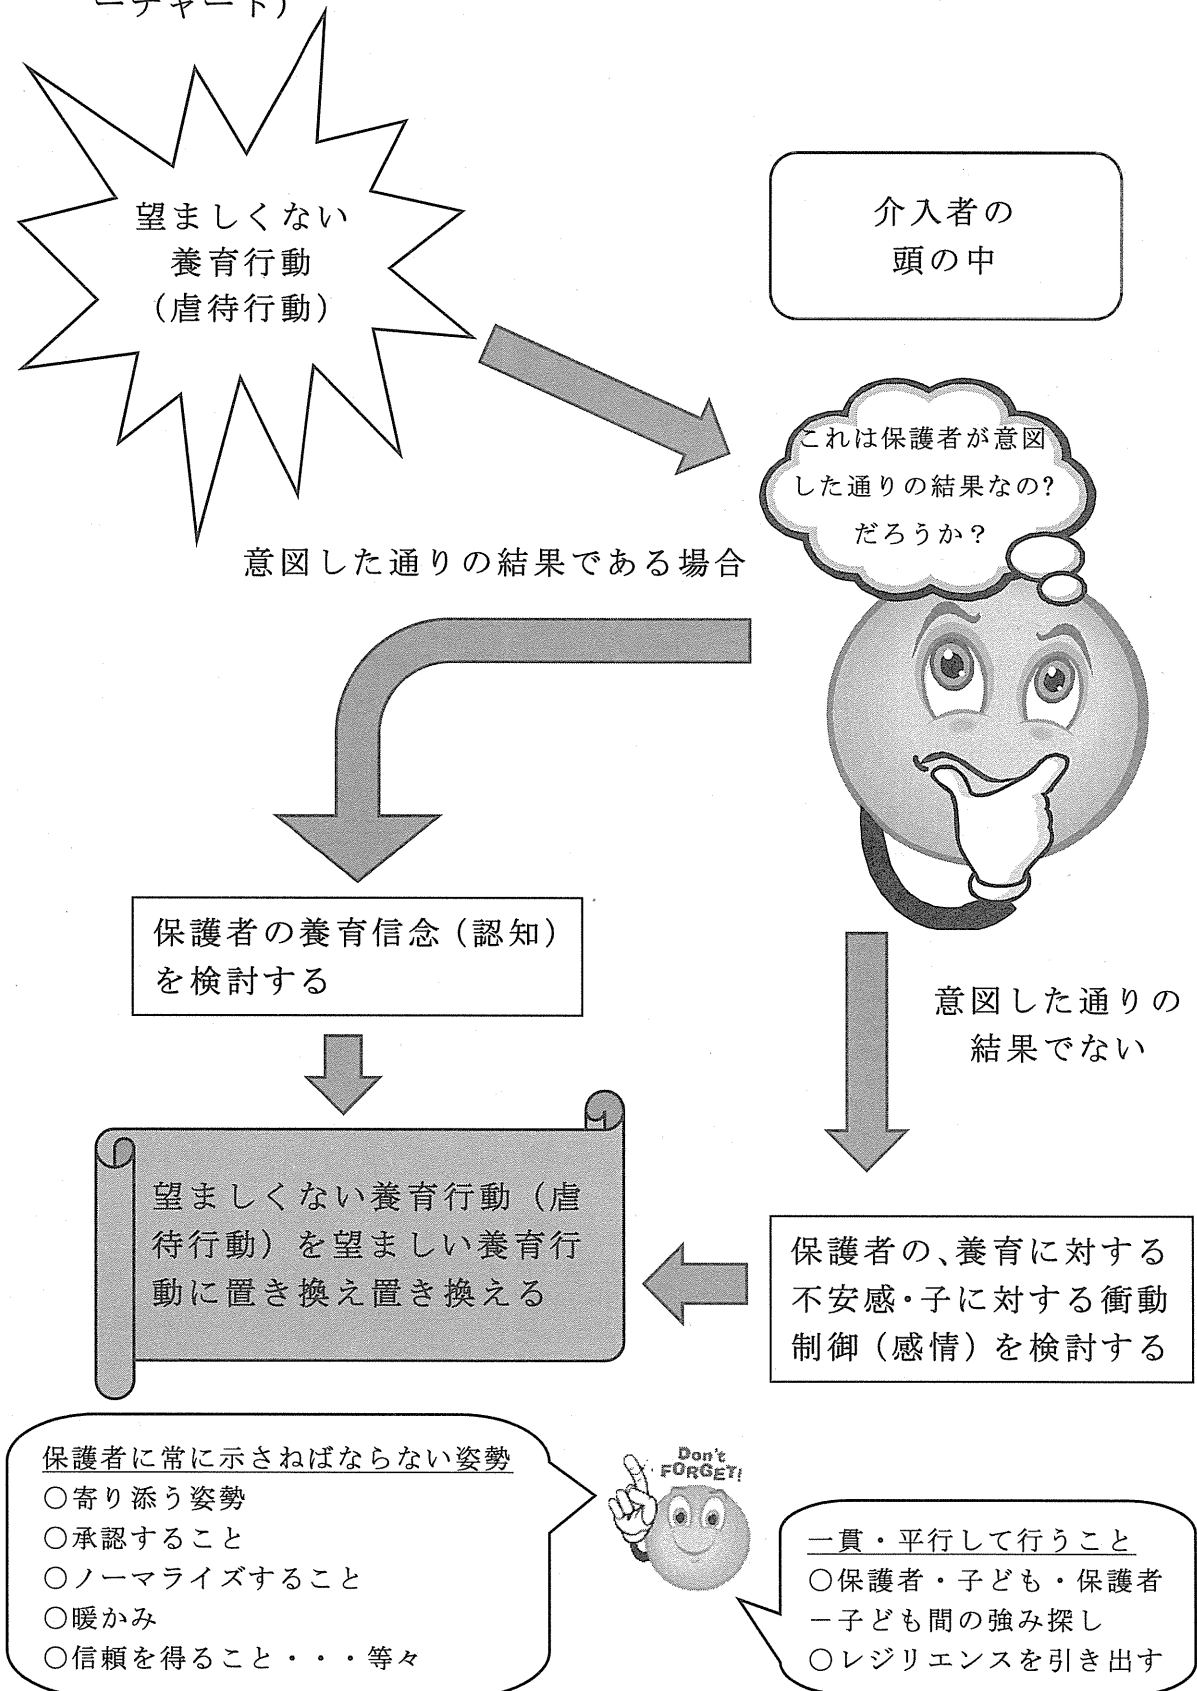 ーチャート）
望ましくない
養育行動
（虐待行動）
介入者の
頭の中
これは保護者が意図
した通りの結果なの?
だろうか？
意図した通りの結果である場合
保護者の養育信念（認知）
を検討する
意図した通りの
結果でない
望ましくない養育行動（虐
待行動）を望ましい養育行
動に置き換え置き換える
保護者の、養育に対する
不安感・子に対する衝動
制御（感情）を検討する
保護者に常に示さねばならない姿勢
○寄り添う姿勢
○承認すること
○ノーマライズすること
○暖かみ
○信頼を得ること・・・等々
Don't
FORGET!
一貫・平行して行うこと
○保護者・子ども・保護者
－子ども間の強み探し
○レジリエンスを引き出す